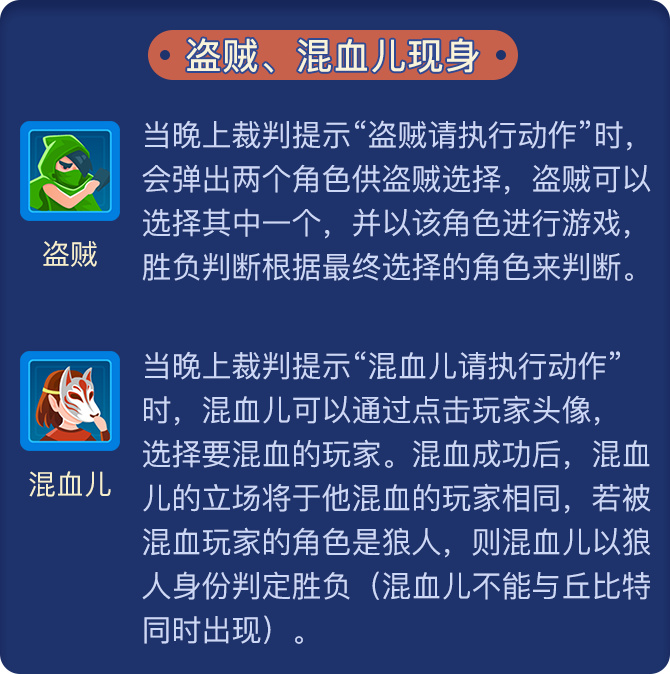 盗贼、混血儿现身
当晚上裁判提示“盗贼请执行动作”时，
会弹出两个角色供盗贼选择，盗贼可以
选择其中一个，并以该角色进行游戏，
胜负判断根据最终选择的角色来判断。
盗贼
当晚上裁判提示“混血儿请执行动作”
时，混血儿可以通过点击玩家头像，
选择要混血的玩家。混血成功后，混血
儿的立场将于他混血的玩家相同，若被
混血玩家的角色是狼人，则混血儿以狼
人身份判定胜负（混血儿不能与丘比特
同时出现）。
混血儿